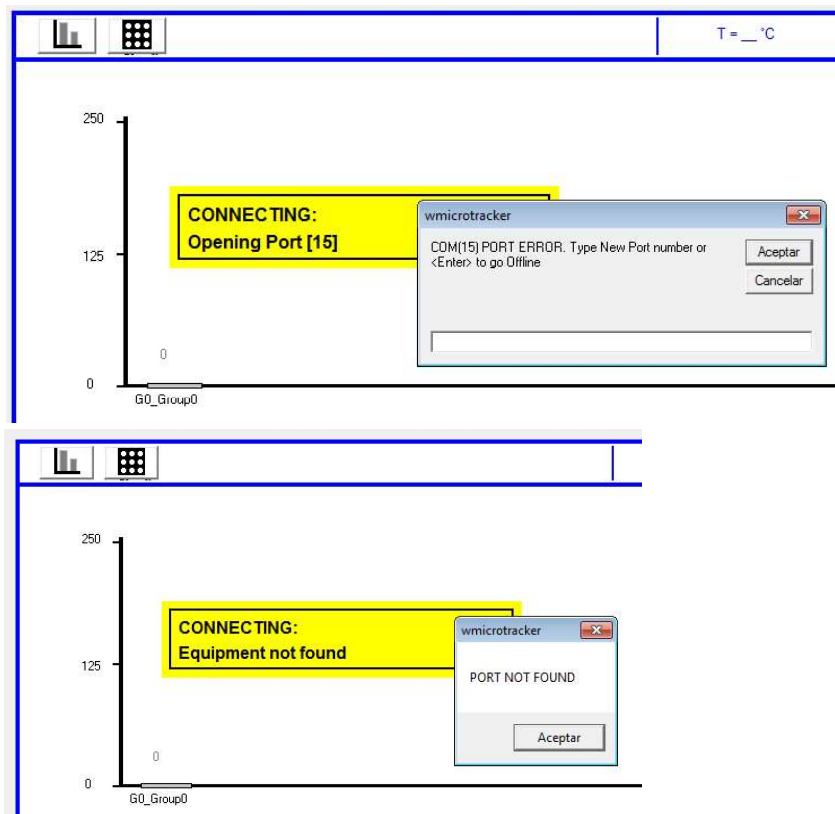 T = __ °C
250
CONNECTING:
Opening Port [15]
wmicrotracker
COM(15) PORT ERROR. Type New Port number or
<Enter> to go Offline
Aceptar
Cancelar
125
0
0
G0_Group0
250
CONNECTING:
Equipment not found
wmicrotracker
PORT NOT FOUND
Aceptar
125
0
0
G0_Group0